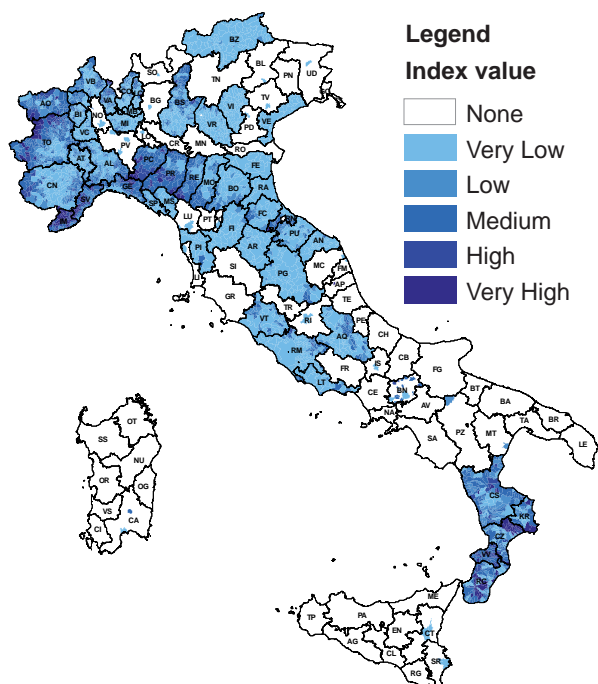 Legend
Index value
None
Very Low
Low
Medium
High
Very High
BZ
SO
BL
TN
PN
UD
VB
BG
TV
AO
VA
BS
VI
BI
NO
MI
VR
VE
PD
TO
VC
PV
CR
MN
RO
AT
AL
PC
PR
RE
MO
FE
CN
GE
BO
RA
SV
SP
MS
FC
IM
LU
PT
FI
PU
AN
PI
AR
SI
MC
FM
PG
AP
GR
TE
VT
TR
RI
AQ
PE
CH
RM
FR
IS
CB
LT
FG
CE
BN
BT
NA
AV
BA
SA
PZ
MT
TA
BR
LE
OT
SS
NU
OR
OG
VS
CA
CI
CS
KR
CZ
VV
RC
ME
TP
PA
EN
CT
AG
CL
SR
RG